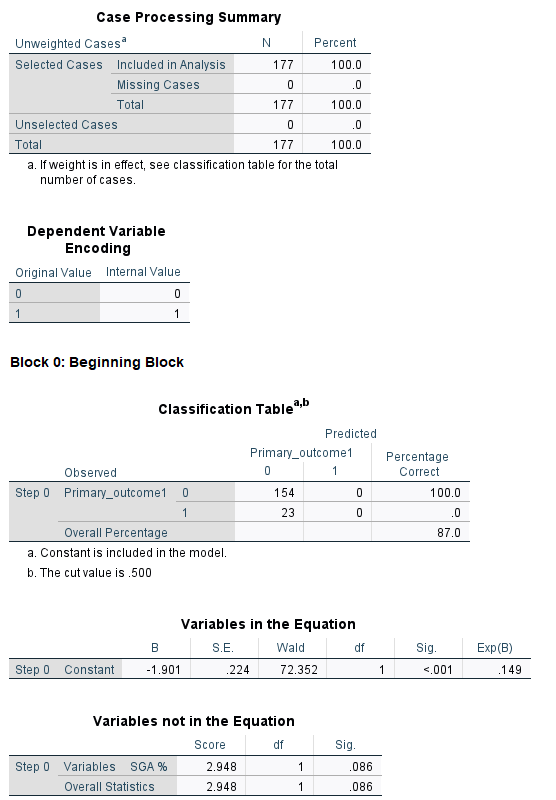 Case Processing Summary
Unweighted Casesa N Percent
Selected Cases Included in Analysis 177 100.0
Missing Cases 0 .0
Total 177 100.0
Unselected Cases 0 .0
Total 177 100.0
a. If weight is in effect, see classification table for the total
number of cases.
Dependent Variable
Encoding
Original Value Internal Value
0 0
1 1
Block 0: Beginning Block
Classification Tablea,b
Predicted
Primary_outcome1 Percentage
Observed 0 1 Correct
Step 0 Primary_outcome1 0 154 0 100.0
1 23 0 .0
Overall Percentage 87.0
a. Constant is included in the model.
b. The cut value is .500
Variables in the Equation
B S.E. Wald df Sig. Exp(B)
Step 0 Constant -1.901 .224 72.352 1 <.001 .149
Variables not in the Equation
Score df Sig.
Step 0 Variables SGA % 2.948 1 .086
Overall Statistics 2.948 1 .086